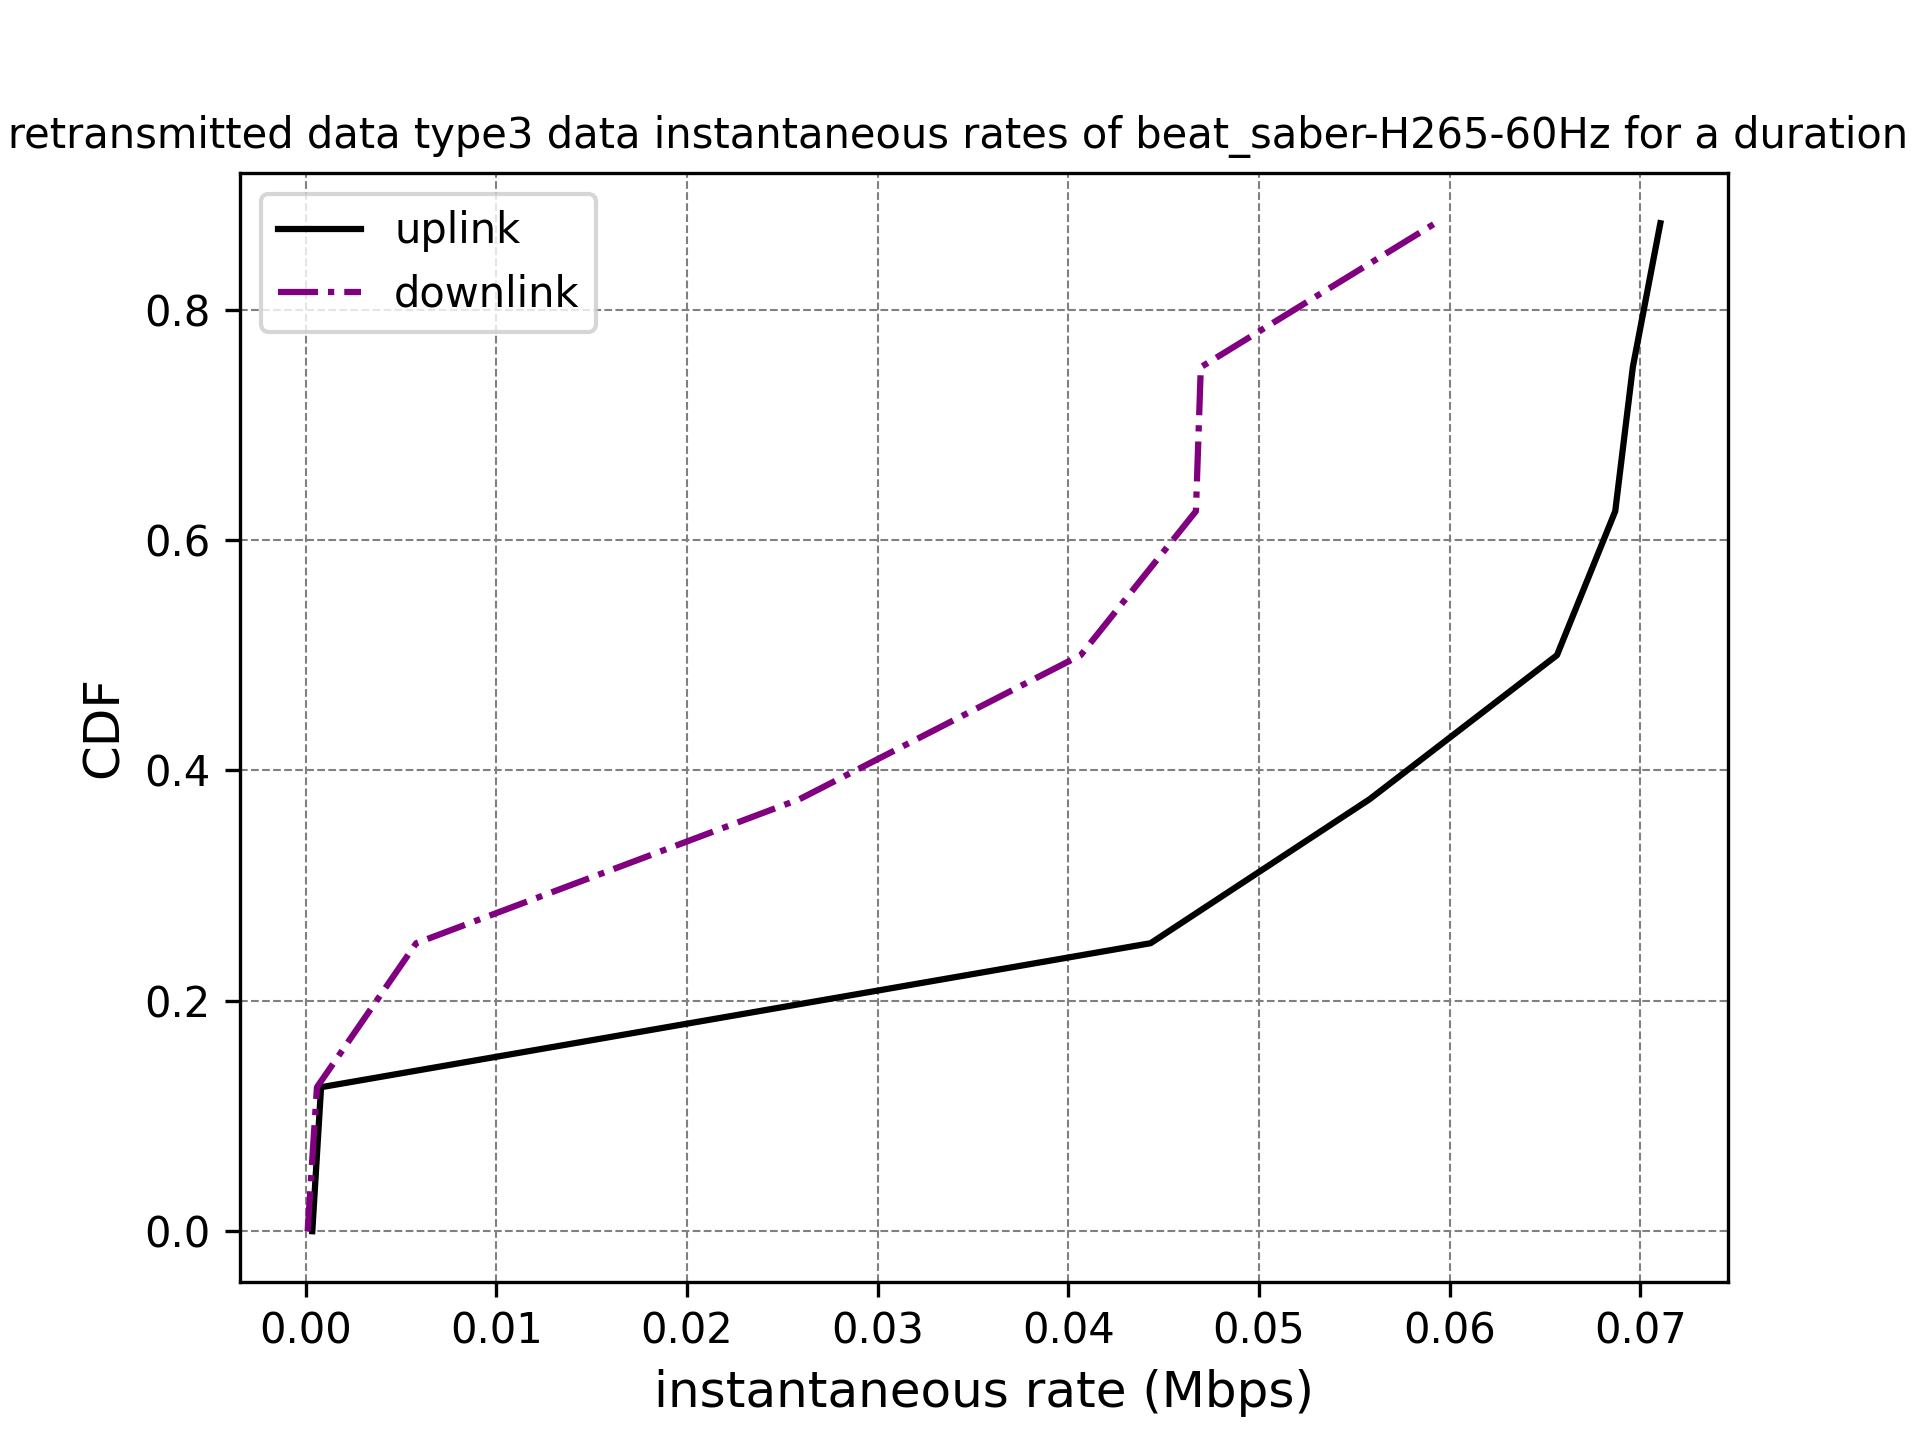 retransmitted data type3 data instantaneous rates of beat_saber-H265-60Hz for a duration
uplink
downlink
CDF
0.8
0.6
0.4
0.2
0.0
0.00 0.01 0.02 0.03 0.04 0.05 0.06 0.07
instantaneous rate (Mbps)